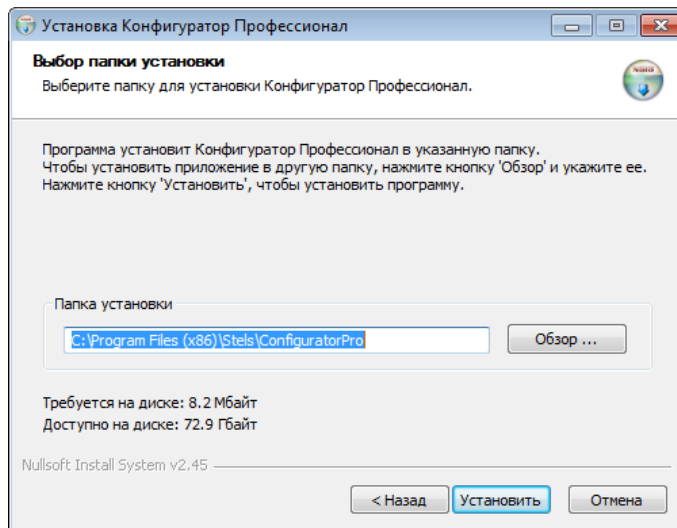 Установка Конфигуратор Профессионал
Выбор папки установки
Выберите папку для установки Конфигуратор Профессионал.
Программа установит Конфигуратор Профессионал в указанную папку.
Чтобы установить приложение в другую папку, нажмите кнопку 'Обзор' и укажите ее.
Нажмите кнопку 'Установить', чтобы установить программу.
Папка установки
C:\Program Files (x86)\Stels\ConfiguratorPro
Обзор ...
Требуется на диске: 8.2 Мбайт
Доступно на диске: 72.9 Гбайт
Nullsoft Install System v2.45
< Назад
Установить
Отмена